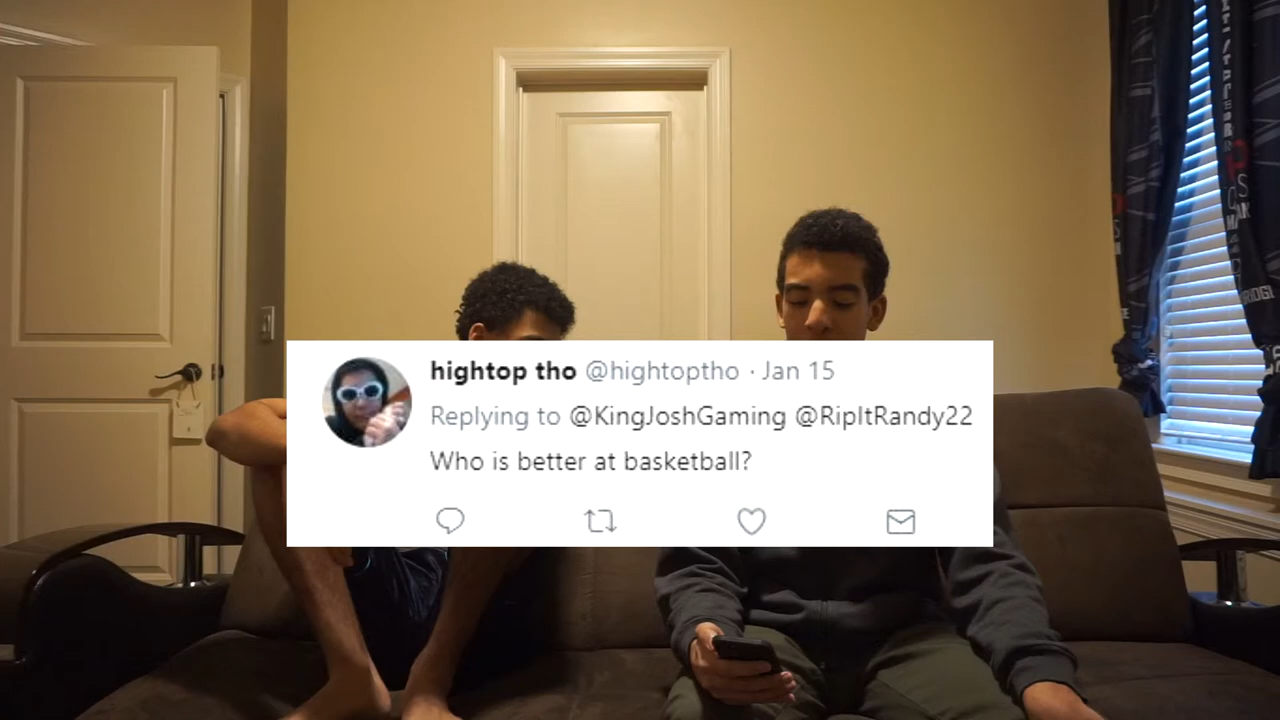 hightop tho @hightoptho · Jan 15
Replying to @KingJoshGaming @RipItRandy22
Who is better at basketball?